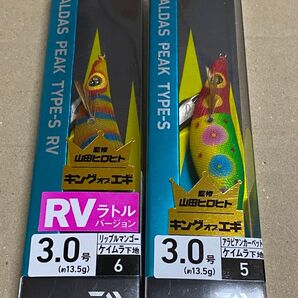 ALDAS PEAK TYPE-S RV
監修
山田ヒロヒト
キングオブエギ
RV ラトル
バージョン
3.0号
(約13.5g)
リップルマンゴー
ケイムラ下地
6
ALDAS PEAK TYPE-S
監修
山田ヒロヒト
キングオブエギ
3.0号
(約13.5g)
アラビアンカーペット
ケイムラ下地
5